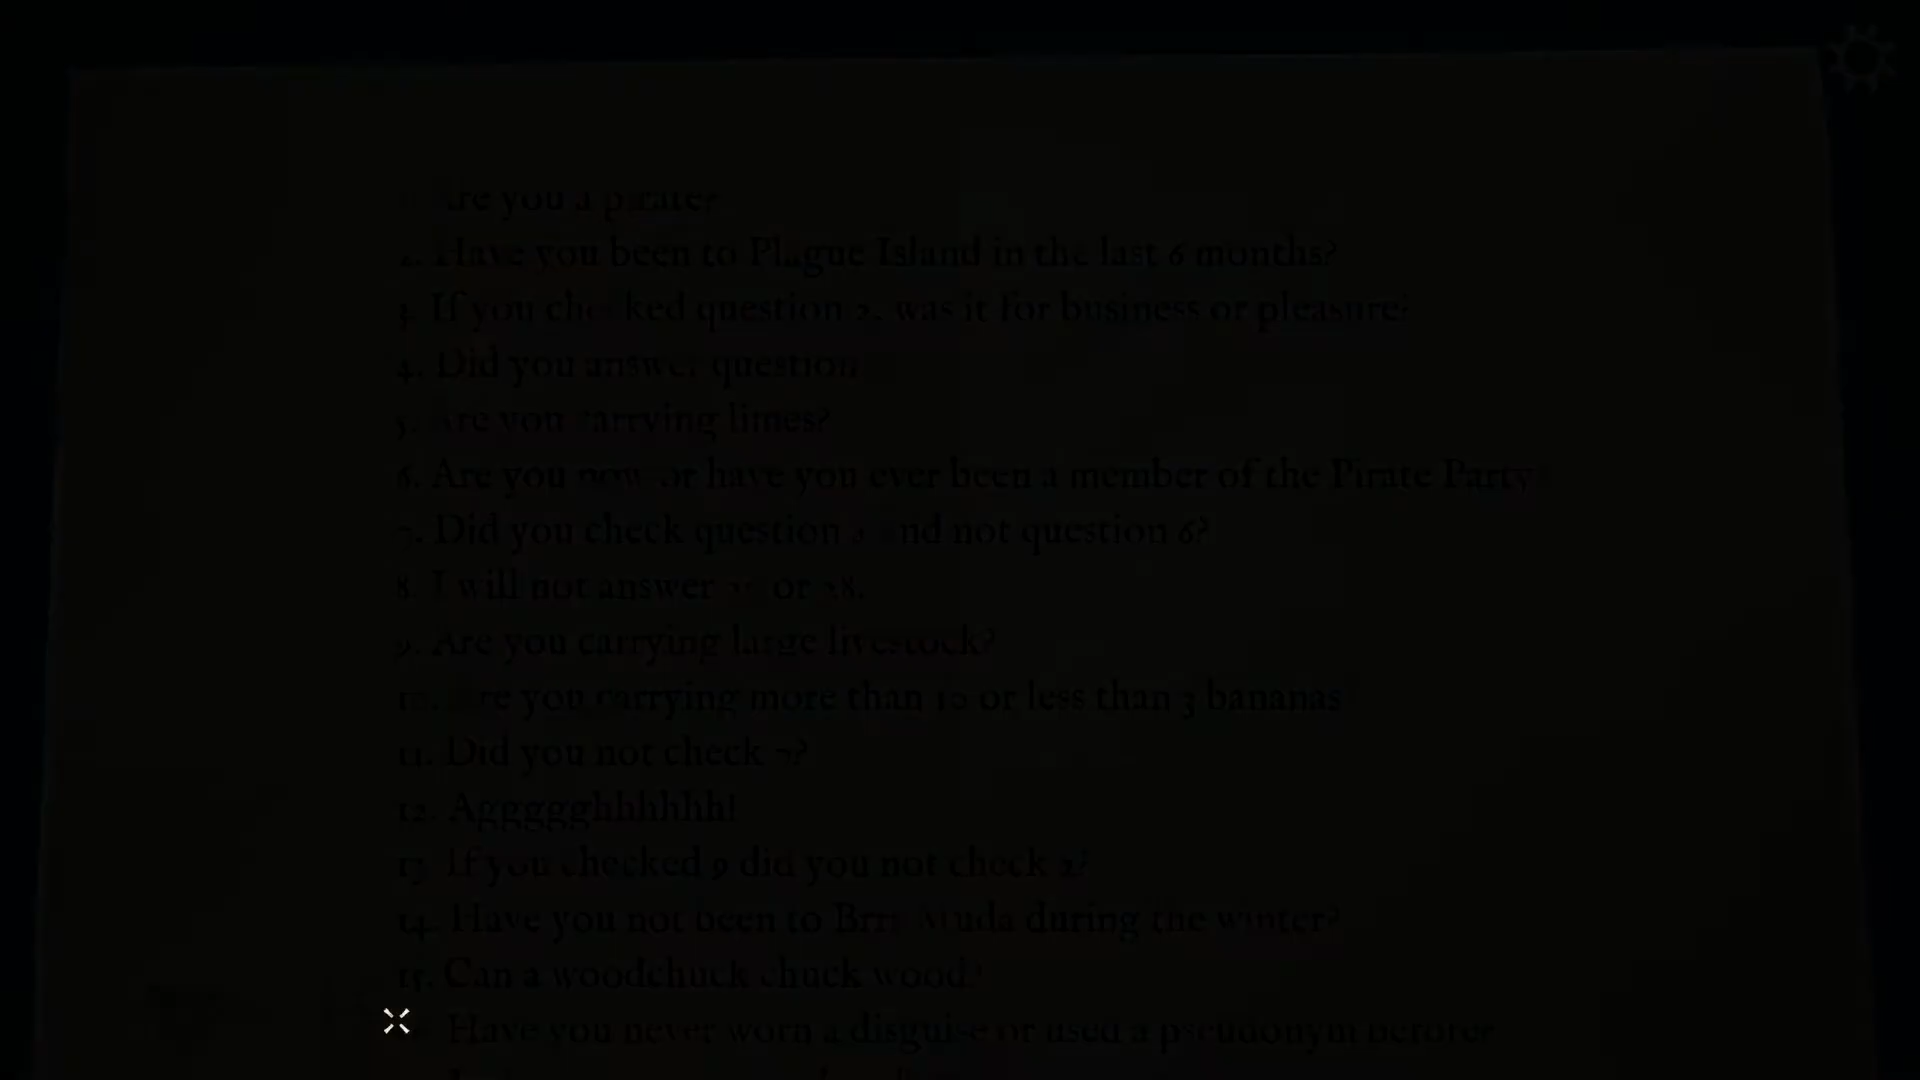 Are you a pirate?
2. Have you been to Plague Island in the last 6 months?
3. If you checked question 2, was it for business or pleasure?
4. Did you answer question
5. Are you carrying limes?
6. Are you now or have you ever been a member of the Pirate Party?
7. Did you check question and not question 6?
8. I will not answer or 28.
9. Are you carrying large livestock?
10. Are you carrying more than 10 or less than 3 bananas?
11. Did you not check 7?
12. Aggggghhhhhh!
13. If you checked 9 did you not check 2?
14. Have you not been to Brrr Muda during the winter?
15. Can a woodchuck chuck wood?
Have you never worn a disguise or used a pseudonym before?